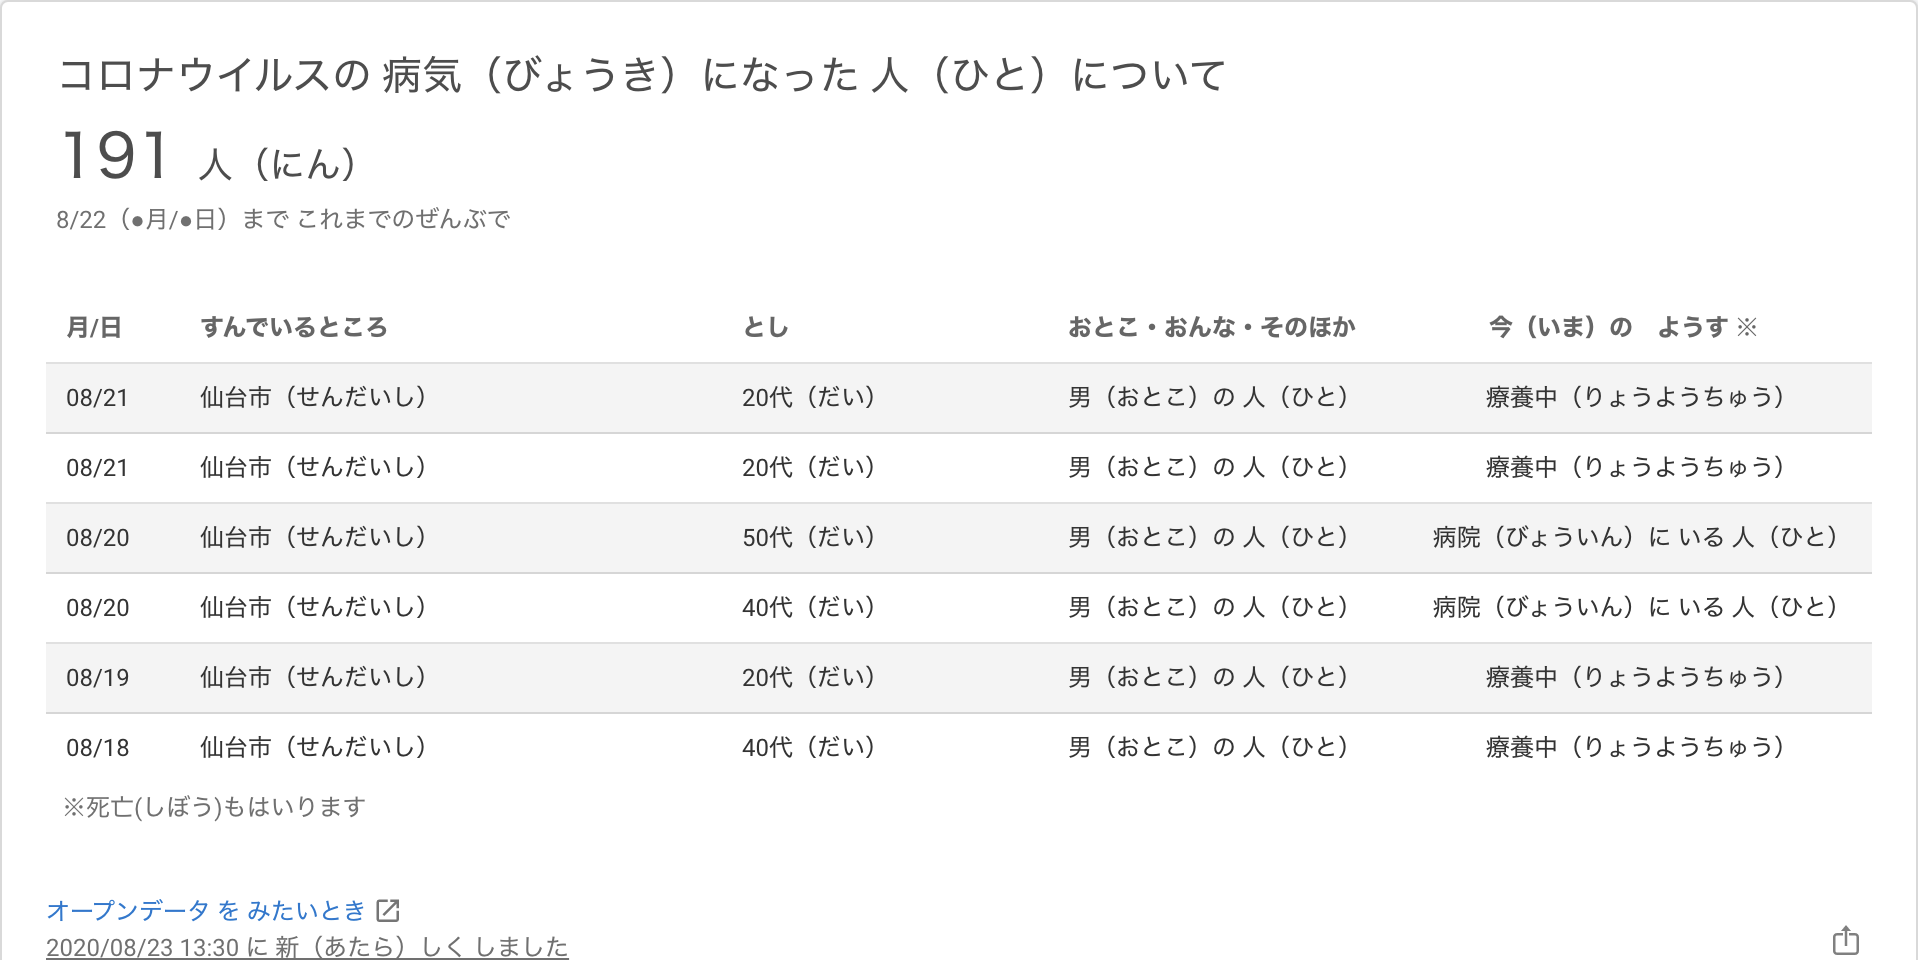 コロナウイルスの 病気（びょうき）になった 人（ひと）について
191 人（にん）
8/22（●月/●日）まで これまでのぜんぶで
月/日 すんでいるところ とし おとこ・おんな・そのほか 今（いま）の　ようす ※
08/21 仙台市（せんだいし） 20代（だい） 男（おとこ）の 人（ひと） 療養中（りょうようちゅう）
08/21 仙台市（せんだいし） 20代（だい） 男（おとこ）の 人（ひと） 療養中（りょうようちゅう）
08/20 仙台市（せんだいし） 50代（だい） 男（おとこ）の 人（ひと） 病院（びょういん）に いる 人（ひと）
08/20 仙台市（せんだいし） 40代（だい） 男（おとこ）の 人（ひと） 病院（びょういん）に いる 人（ひと）
08/19 仙台市（せんだいし） 20代（だい） 男（おとこ）の 人（ひと） 療養中（りょうようちゅう）
08/18 仙台市（せんだいし） 40代（だい） 男（おとこ）の 人（ひと） 療養中（りょうようちゅう）
※死亡(しぼう)もはいります
オープンデータ を みたいとき
2020/08/23 13:30 に 新（あたら）しく しました